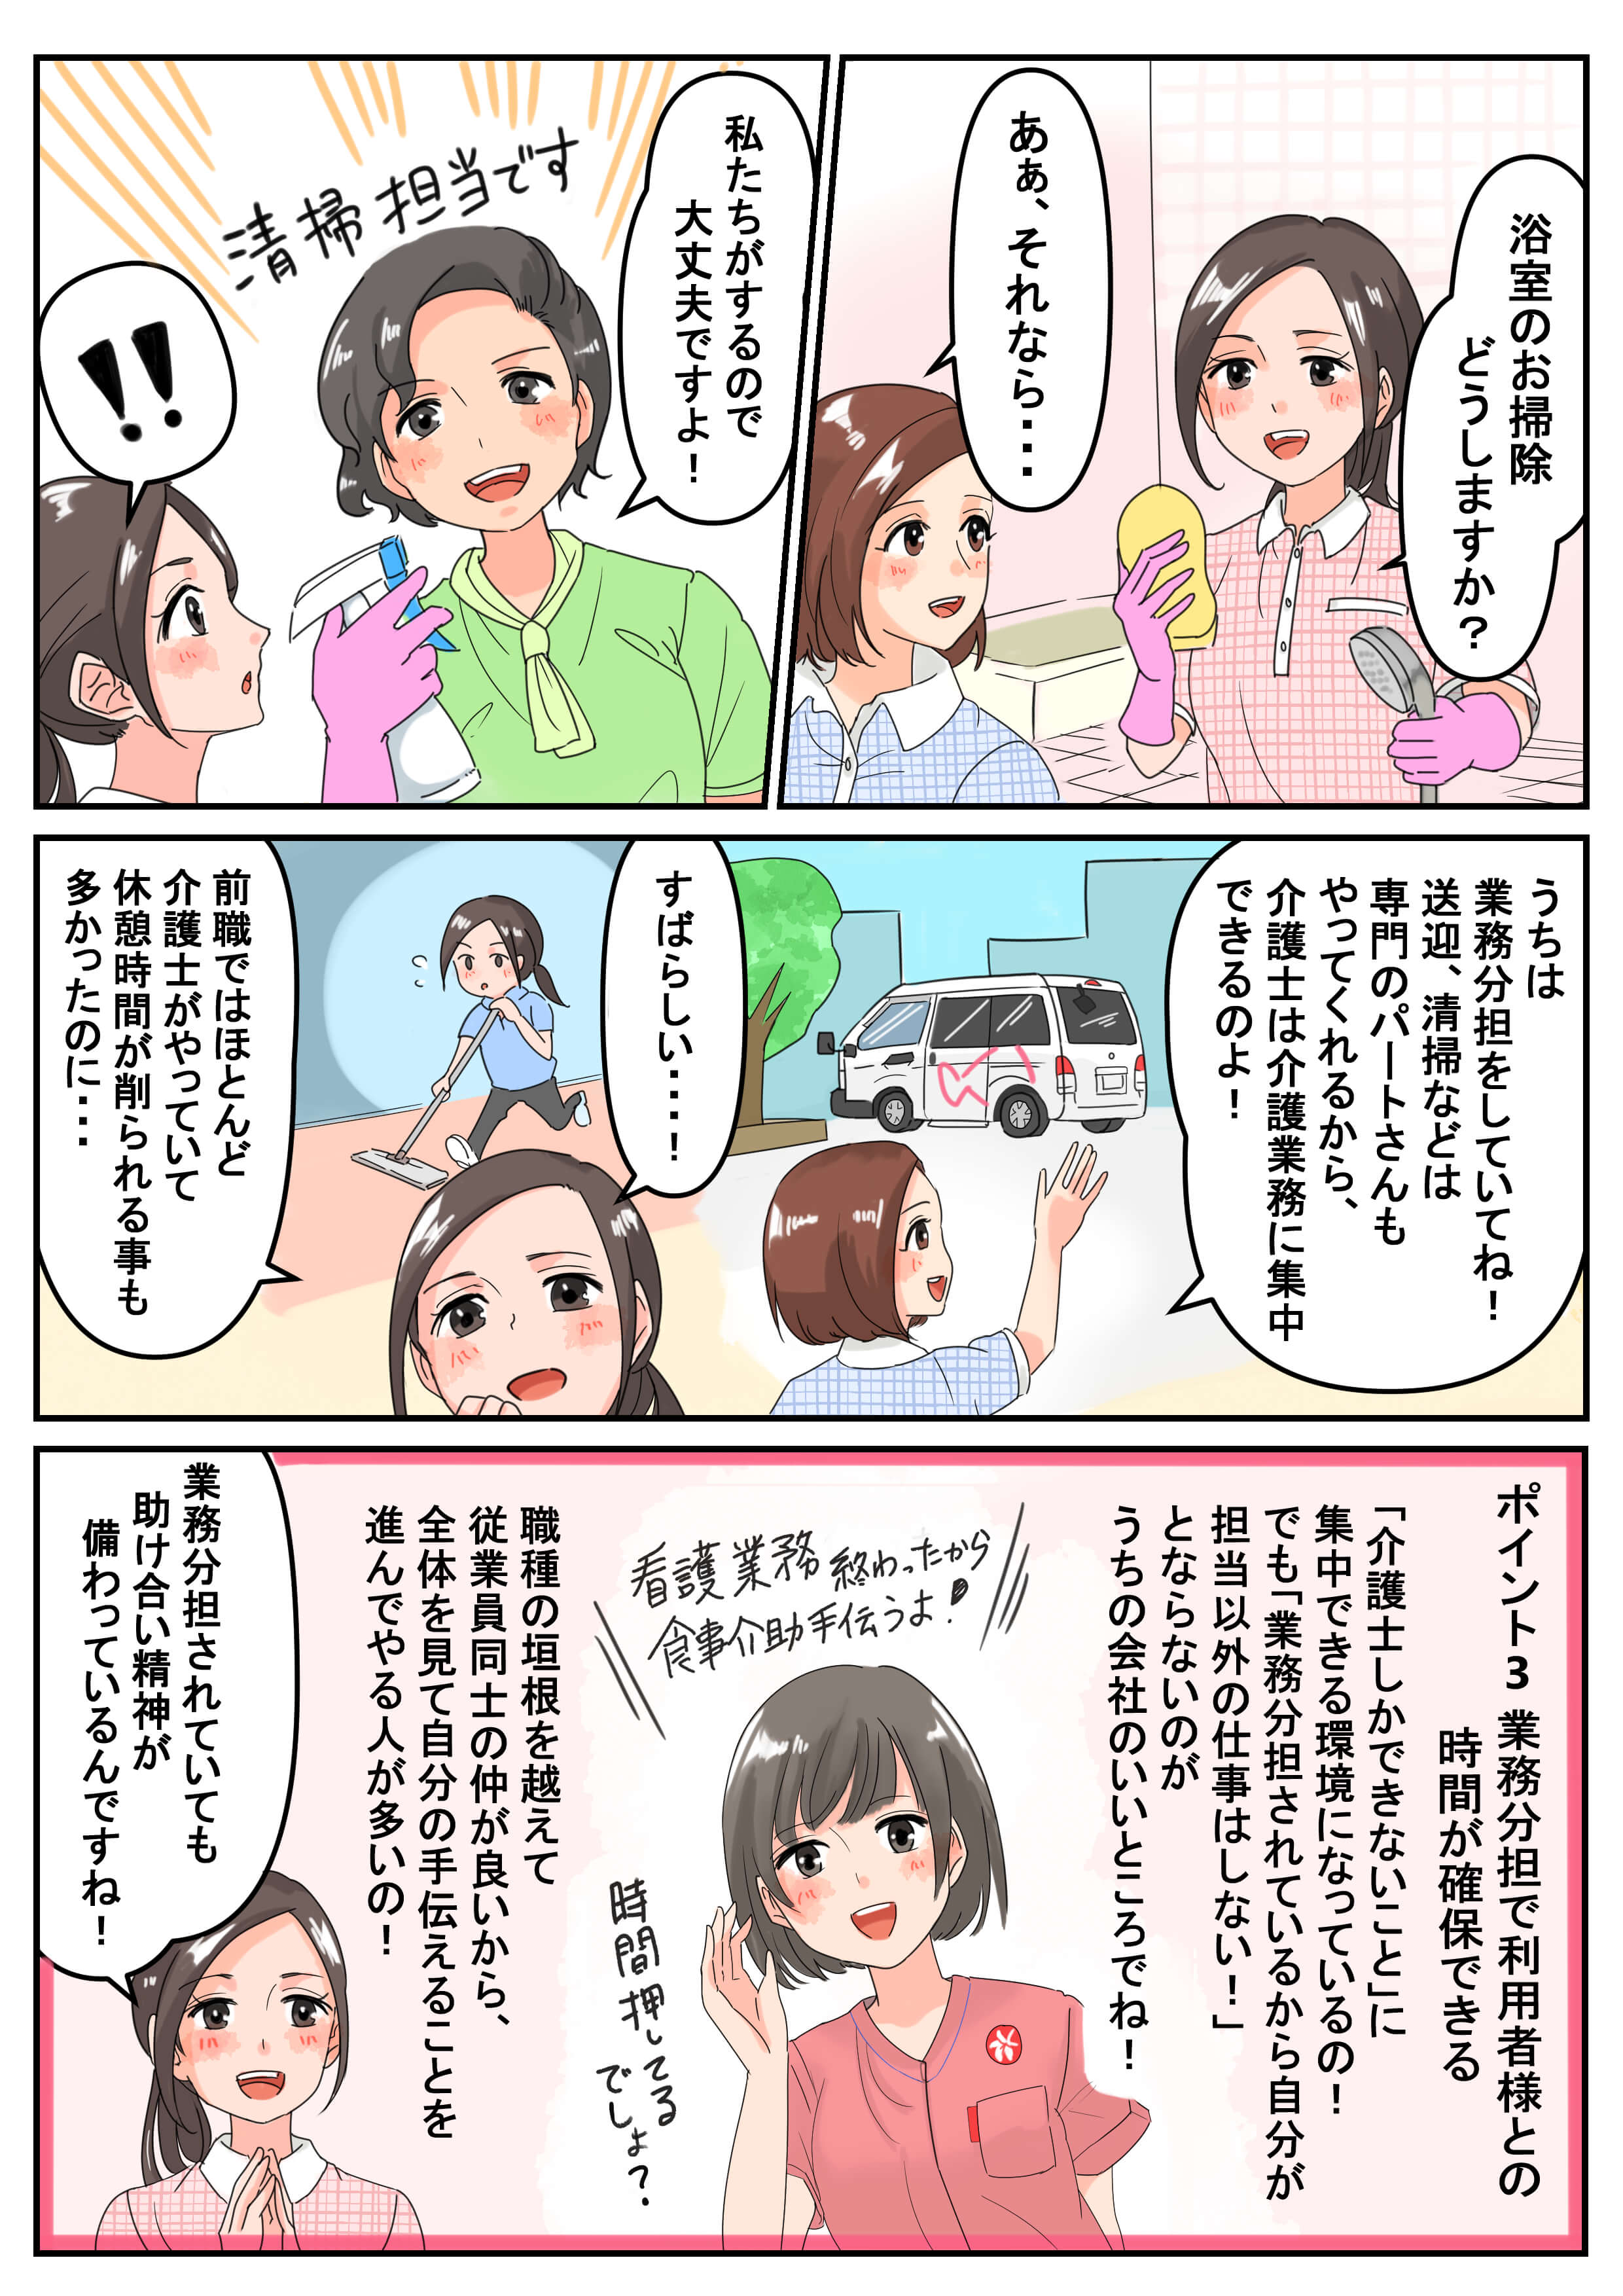 浴室のお掃除
どうしますか？
あぁ、それなら・・・
私たちがするので
大丈夫ですよ！
清掃担当です
!!
うちは
業務分担をしていてね！
送迎、清掃などは
専門のパートさんも
やってくれるから、
介護士は介護業務に集中
できるのよ！
すばらしい・・・！
前職ではほとんど
介護士がやっていて
休憩時間が削られる事も
多かったのに・・・
ポイント3 業務分担で利用者様との
時間が確保できる
「介護士しかできないこと」に
集中できる環境になっているの！
でも「業務分担されているから自分が
担当以外の仕事はしない！」
とならないのが
うちの会社のいいところでね！
看護業務終わったから
食事介助手伝うよ！
時間押してる
でしょ？
職種の垣根を越えて
従業員同士の仲が良いから、
全体を見て自分の手伝えることを
進んでやる人が多いの！
業務分担されていても
助け合い精神が
備わっているんですね！